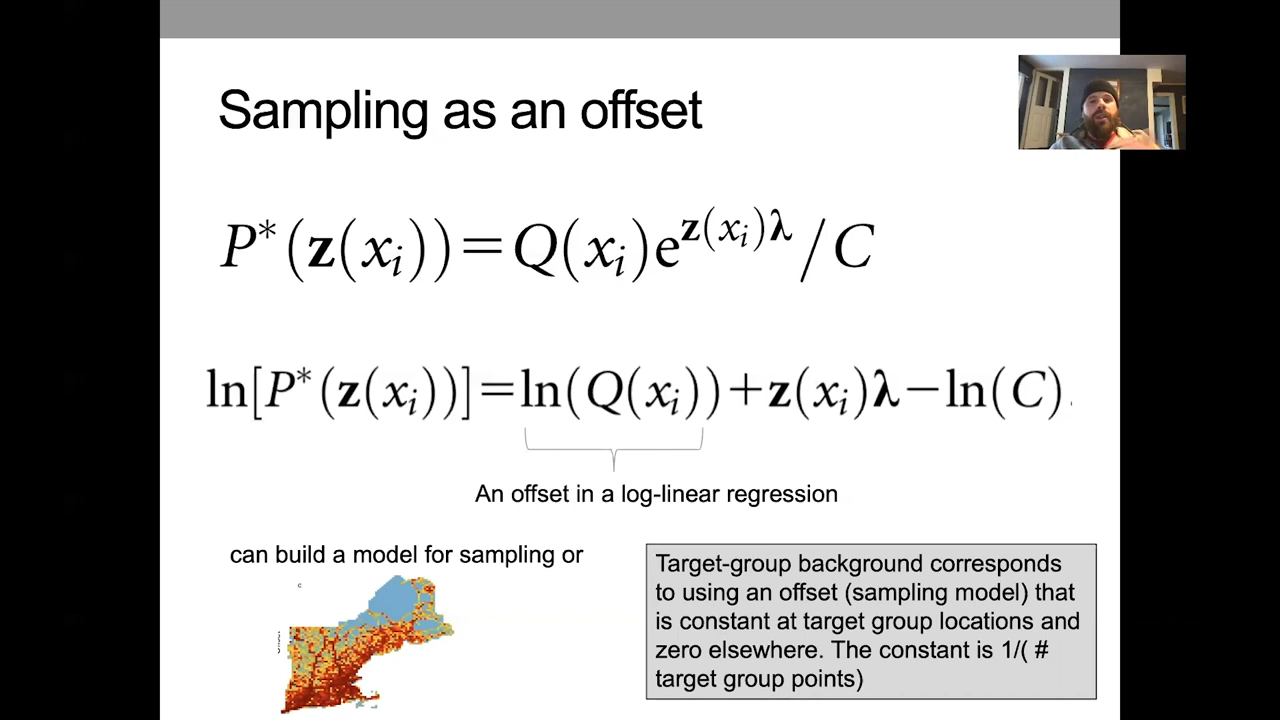 Sampling as an offset
P*(z(xᵢ))=Q(xᵢ)e^z(xᵢ)λ/C
ln[P*(z(xᵢ))]=ln(Q(xᵢ))+z(xᵢ)λ−ln(C).
An offset in a log-linear regression
can build a model for sampling or
c
Target-group background corresponds
to using an offset (sampling model) that
is constant at target group locations and
zero elsewhere. The constant is 1/( #
target group points)